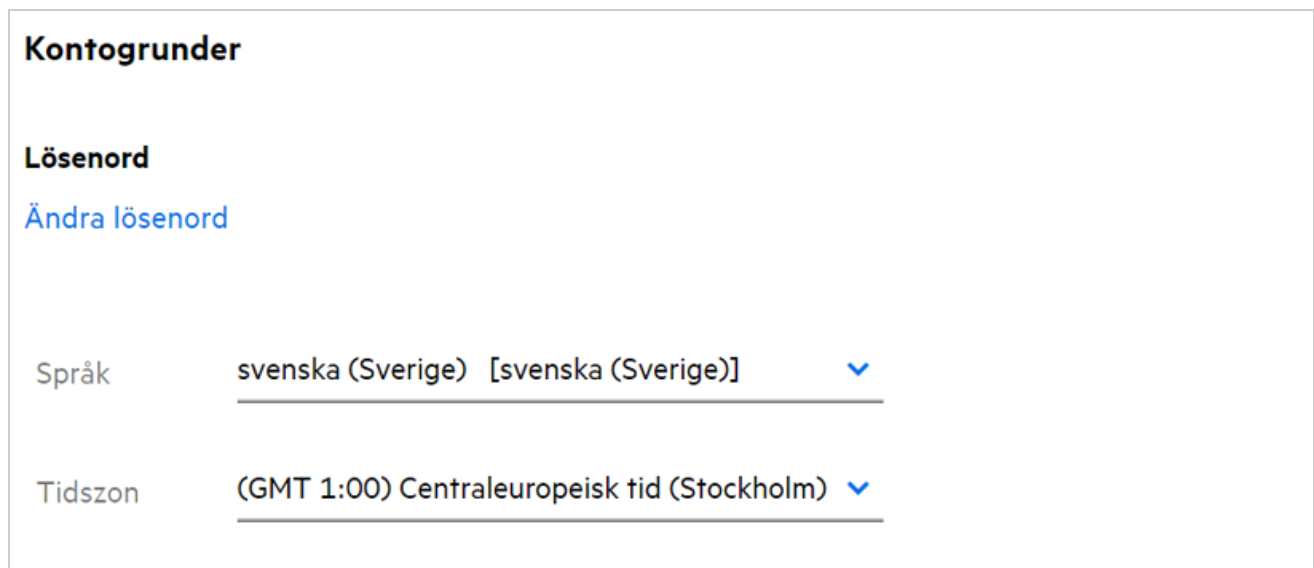 Kontogrunder
Lösenord
Ändra lösenord
Språk svenska (Sverige) [svenska (Sverige)]
Tidszon (GMT 1:00) Centraleuropeisk tid (Stockholm)